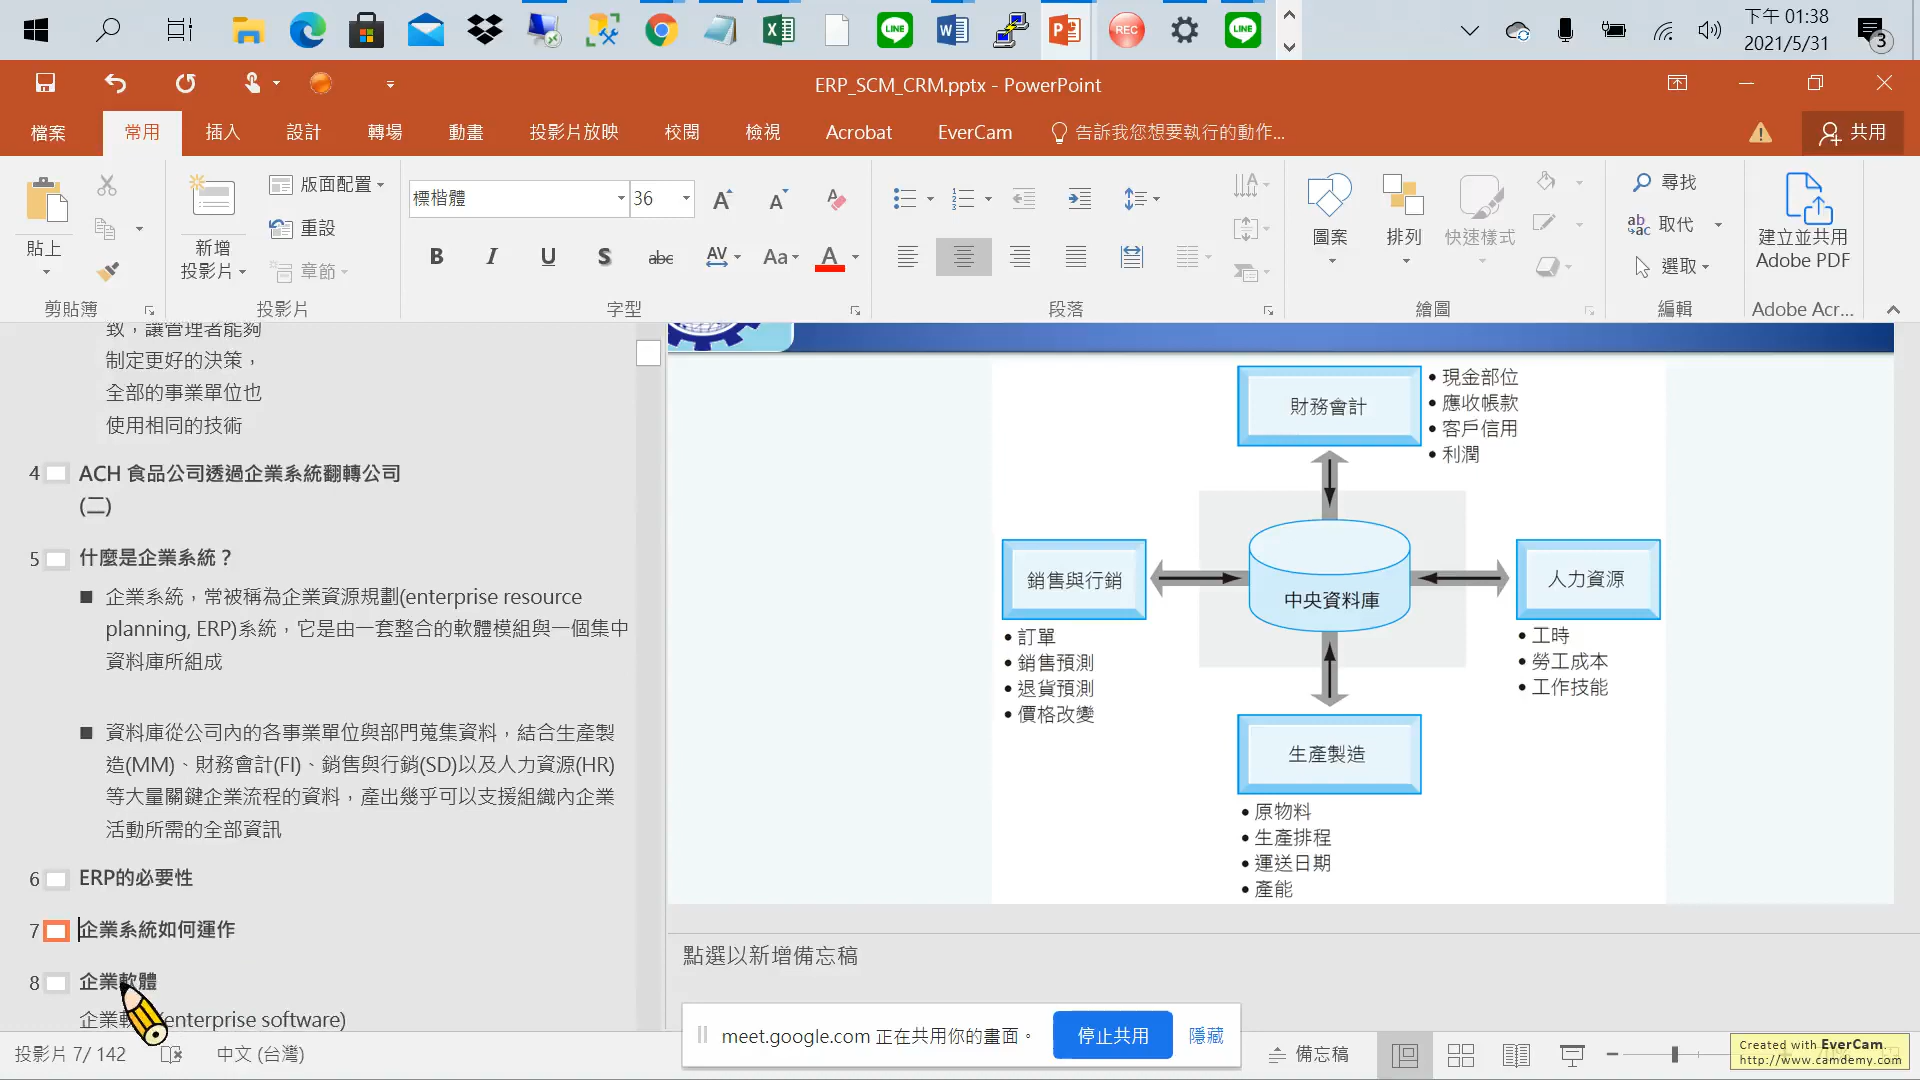 下午 01:38
2021/5/31
3
ERP_SCM_CRM.pptx - PowerPoint
檔案
常用
插入
設計
轉場
動畫
投影片放映
校閱
檢視
Acrobat
EverCam
告訴我您想要執行的動作...
共用
貼上
新增
投影片
版面配置
重設
章節
標楷體
36
圖案
排列
快速樣式
尋找
取代
選取
建立並共用
Adobe PDF
剪貼簿
投影片
字型
段落
繪圖
編輯
Adobe Acr...
致，讓管理者能夠
制定更好的決策，
全部的事業單位也
使用相同的技術
4 ACH 食品公司透過企業系統翻轉公司
(二)
5 什麼是企業系統？
■ 企業系統，常被稱為企業資源規劃(enterprise resource
planning, ERP)系統，它是由一套整合的軟體模組與一個集中
資料庫所組成
■ 資料庫從公司內的各事業單位與部門蒐集資料，結合生產製
造(MM)、財務會計(FI)、銷售與行銷(SD)以及人力資源(HR)
等大量關鍵企業流程的資料，產出幾乎可以支援組織內企業
活動所需的全部資訊
6 ERP的必要性
7 企業系統如何運作
8 企業軟體
企業 enterprise software)
財務會計
• 現金部位
• 應收帳款
• 客戶信用
• 利潤
銷售與行銷
• 訂單
• 銷售預測
• 退貨預測
• 價格改變
中央資料庫
人力資源
• 工時
• 勞工成本
• 工作技能
生產製造
• 原物料
• 生產排程
• 運送日期
• 產能
點選以新增備忘稿
meet.google.com 正在共用你的畫面。
停止共用
隱藏
投影片 7/ 142
中文 (台灣)
備忘稿
Created with EverCam.
http://www.camdemy.com